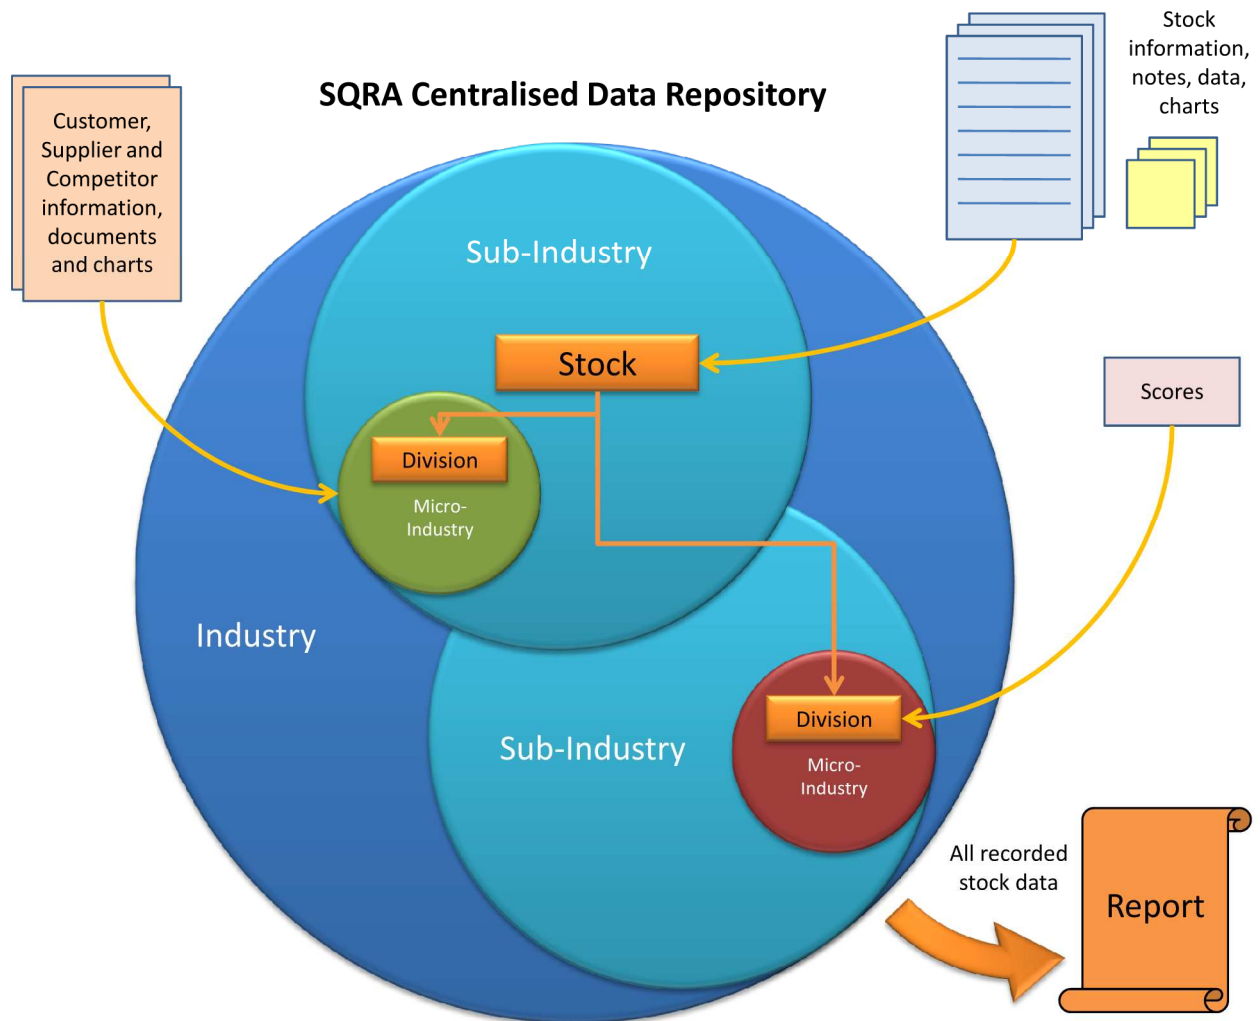 SQRA Centralised Data Repository
Customer,
Supplier and
Competitor
information,
documents
and charts
Stock
information,
notes, data,
charts
Sub-Industry
Stock
Scores
Division
Micro-
Industry
Industry
Division
Sub-Industry
Micro-
Industry
All recorded
stock data
Report